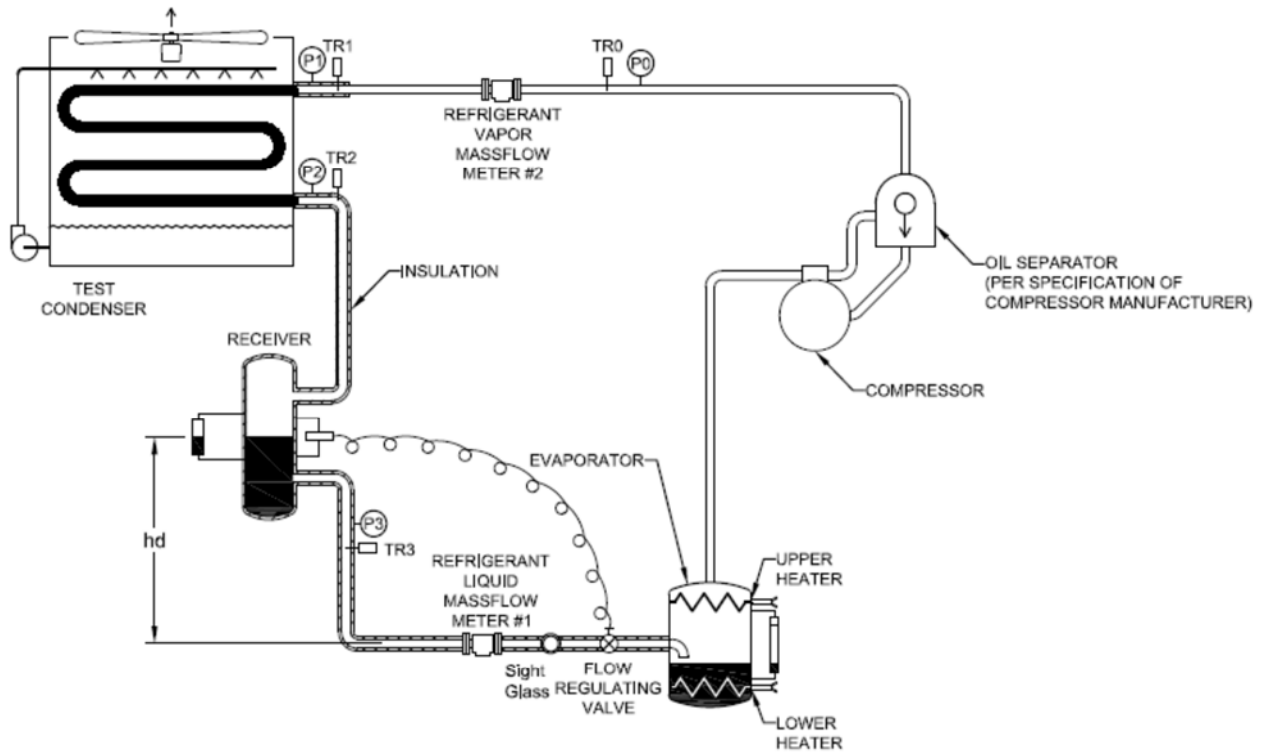 P1
TR1
TR0
P0
REFRIGERANT
VAPOR
MASSFLOW
METER #2
P2
TR2
INSULATION
TEST
CONDENSER
OIL SEPARATOR
(PER SPECIFICATION OF
COMPRESSOR MANUFACTURER)
RECEIVER
COMPRESSOR
EVAPORATOR
hd
P3
TR3
REFRIGERANT
LIQUID
MASSFLOW
METER #1
UPPER
HEATER
Sight
Glass
FLOW
REGULATING
VALVE
LOWER
HEATER